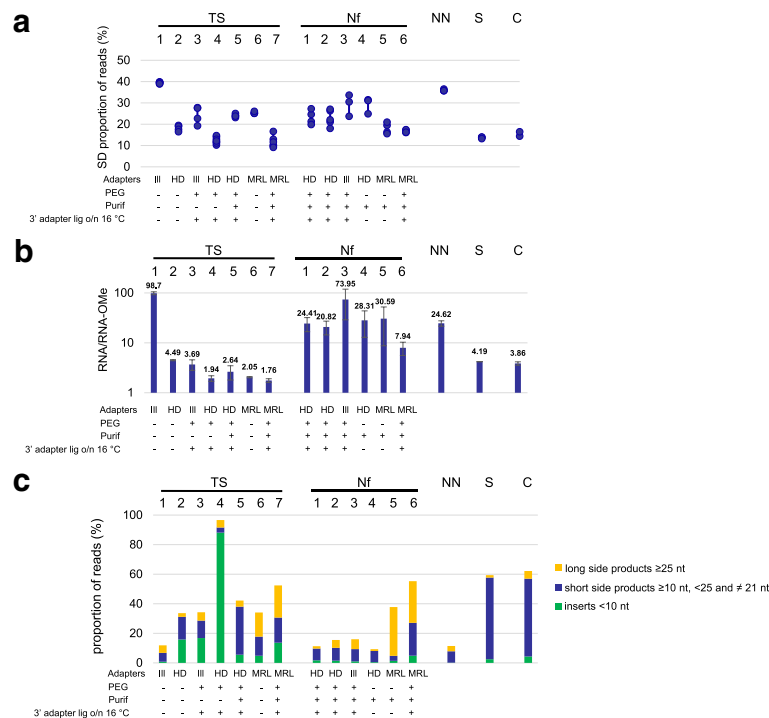 a
TS Nf NN S C
1 2 3 4 5 6 7 1 2 3 4 5 6
SD proportion of reads (%)
50
40
30
20
10
0
Adapters Ill HD Ill HD HD MRL MRL HD HD Ill HD MRL MRL
PEG - - + + + - + + + + - - +
Purif - - - - + - + + + + + + +
3' adapter lig o/n 16 °C - - + + + - + + + + - - +
b
TS Nf NN S C
1 2 3 4 5 6 7 1 2 3 4 5 6
RNA/RNA-OMe
100
10
1
98.7 4.49 3.69 1.94 2.64 2.05 1.76 24.41 20.82 73.95 28.31 30.59 7.94 24.62 4.19 3.86
Adapters Ill HD Ill HD HD MRL MRL HD HD Ill HD MRL MRL
PEG - - + + + - + + + + - - +
Purif - - - - + - + + + + + + +
3' adapter lig o/n 16 °C - - + + + - + + + + - - +
c
TS Nf NN S C
1 2 3 4 5 6 7 1 2 3 4 5 6
proportion of reads (%)
100
80
60
40
20
0
long side products ≥25 nt
short side products ≥10 nt, <25 and ≠ 21 nt
inserts <10 nt
Adapters Ill HD Ill HD HD MRL MRL HD HD Ill HD MRL MRL
PEG - - + + + - + + + + - - +
Purif - - - - + - + + + + + + +
3' adapter lig o/n 16 °C - - + + + - + + + + - - +